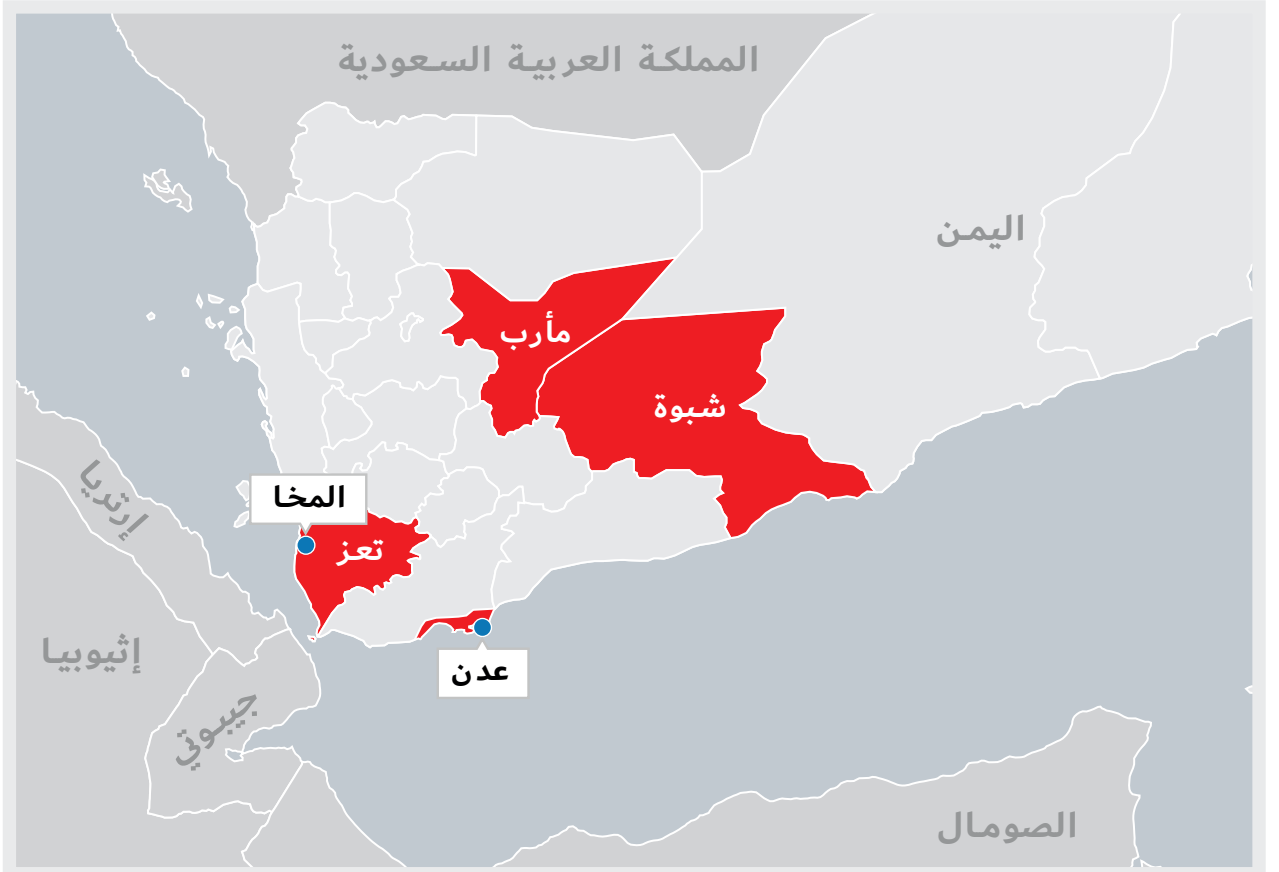 المملكة العربية السعودية
اليمن
مأرب
شبوة
إرتريا
المخا
تعز
إثيوبيا
عدن
جيبوتي
الصومال